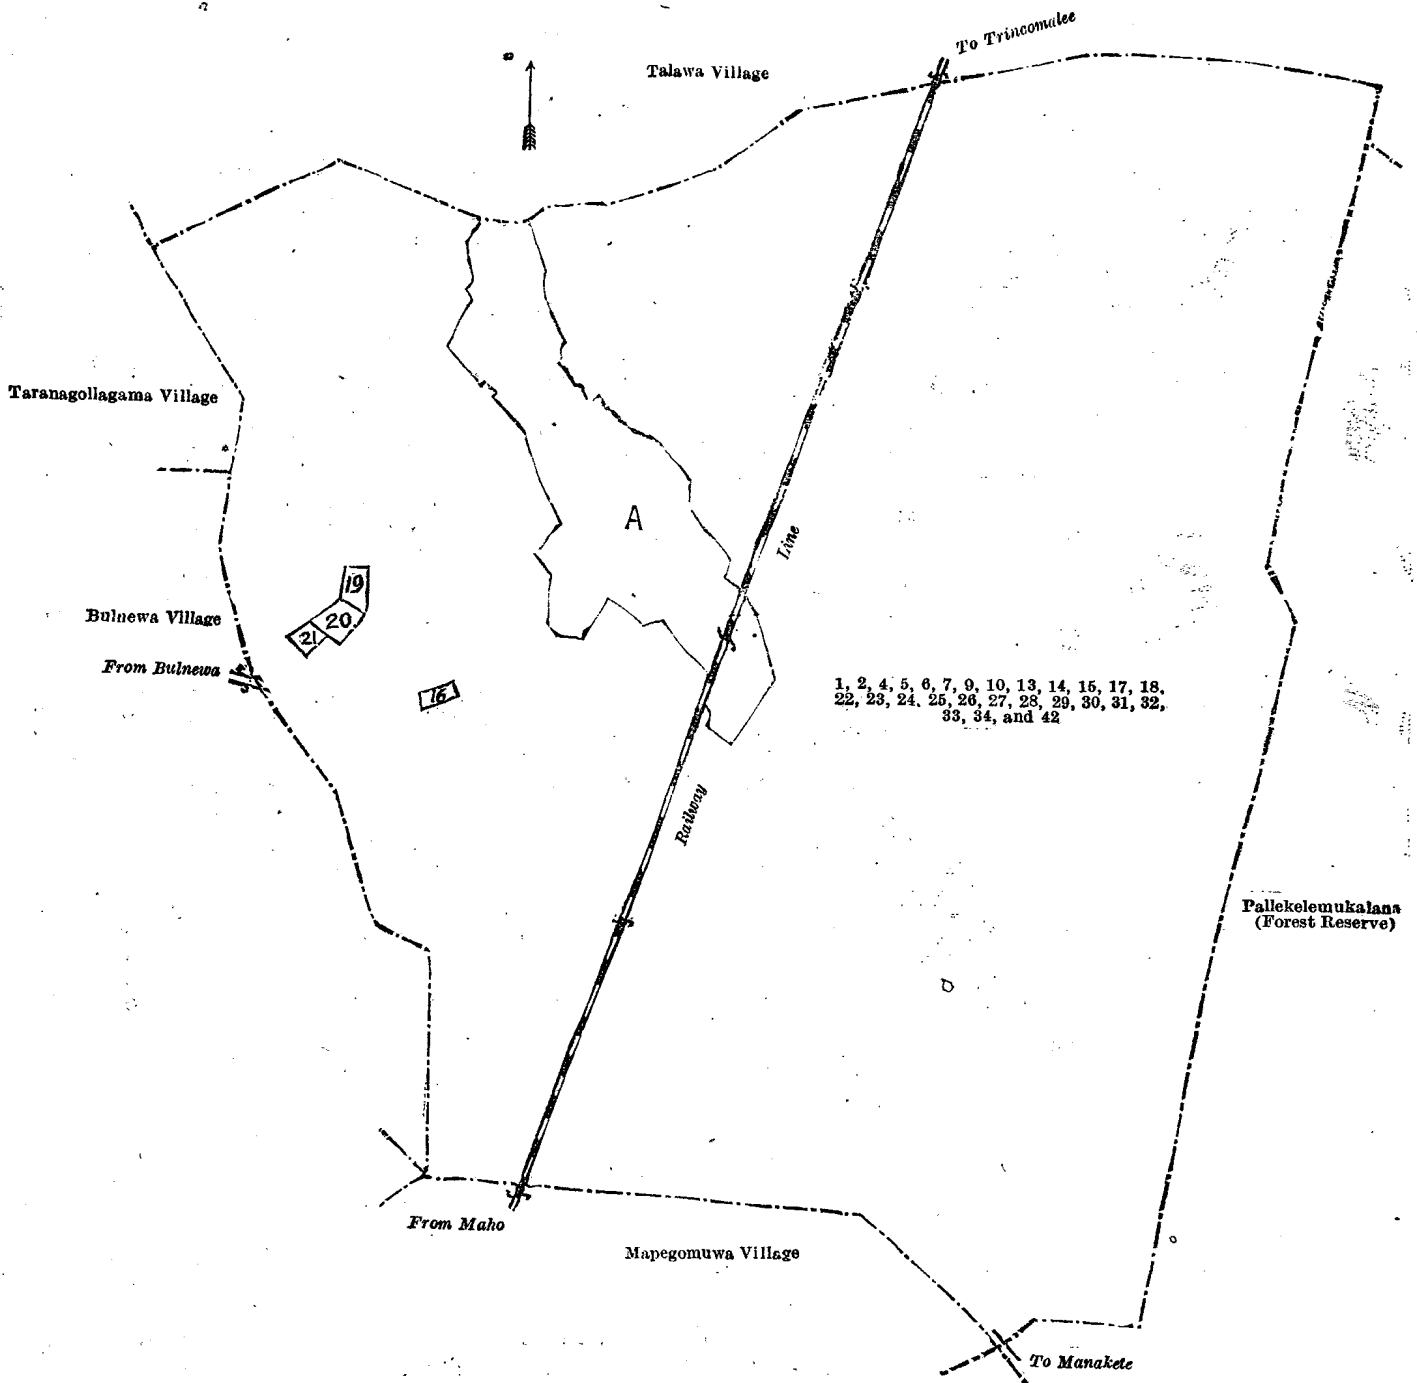 To Trincomalee
Talawa Village
Taranagollagama Village
A
Line
19
20
21
Bulnewa Village
From Bulnewa
16
1, 2, 4, 5, 6, 7, 9, 10, 13, 14, 15, 17, 18,
22, 23, 24, 25, 26, 27, 28, 29, 30, 31, 32,
33, 34, and 42
Railway
Pallekelemukalana
(Forest Reserve)
From Maho
Mapegomuwa Village
To Manakete